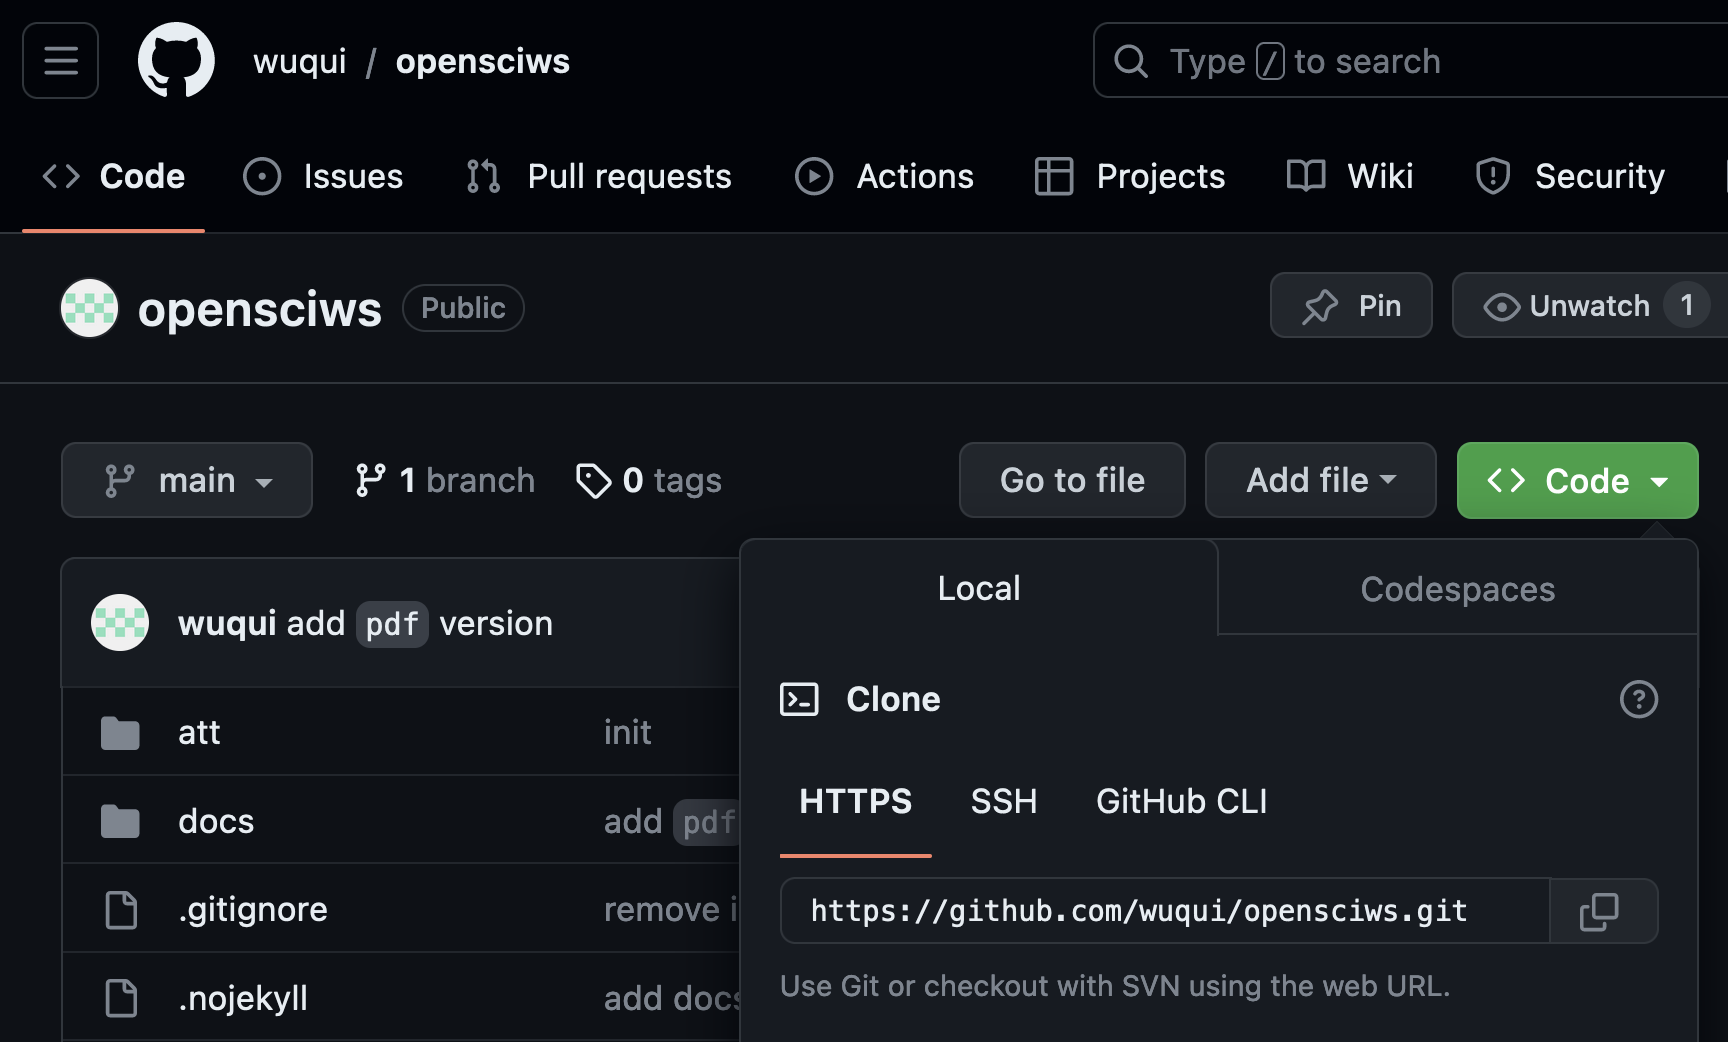 wuqui / opensciws
Type / to search
Code Issues Pull requests Actions Projects Wiki Security
opensciws Public
Pin Unwatch 1
main 1 branch 0 tags Go to file Add file Code
Local Codespaces
wuqui add pdf version
Clone
att init
HTTPS SSH GitHub CLI
docs add pdf
.gitignore remove i
https://github.com/wuqui/opensciws.git
.nojekyll add docs
Use Git or checkout with SVN using the web URL.